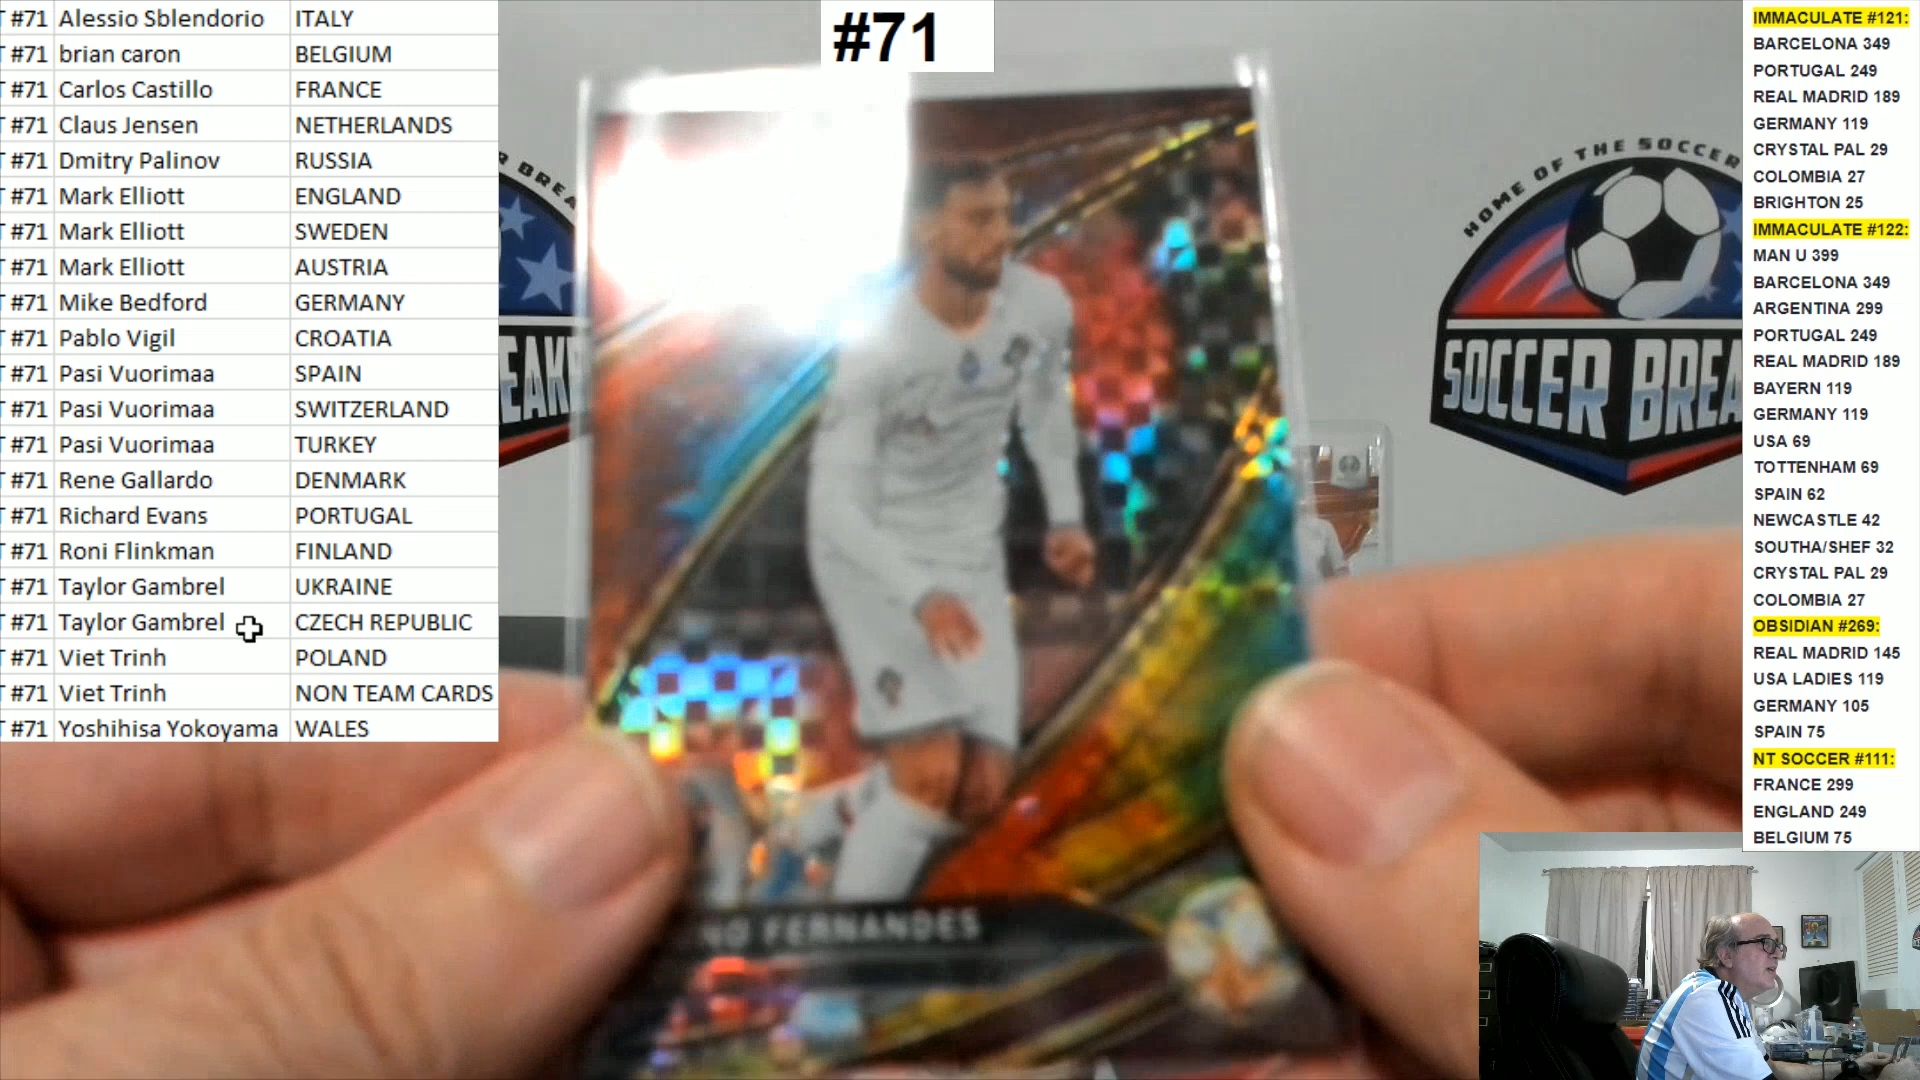 #71
T #71 Alessio Sblendorio ITALY
T #71 brian caron BELGIUM
T #71 Carlos Castillo FRANCE
T #71 Claus Jensen NETHERLANDS
T #71 Dmitry Palinov RUSSIA
T #71 Mark Elliott ENGLAND
T #71 Mark Elliott SWEDEN
T #71 Mark Elliott AUSTRIA
T #71 Mike Bedford GERMANY
T #71 Pablo Vigil CROATIA
T #71 Pasi Vuorimaa SPAIN
T #71 Pasi Vuorimaa SWITZERLAND
T #71 Pasi Vuorimaa TURKEY
T #71 Rene Gallardo DENMARK
T #71 Richard Evans PORTUGAL
T #71 Roni Flinkman FINLAND
T #71 Taylor Gambrel UKRAINE
T #71 Taylor Gambrel CZECH REPUBLIC
T #71 Viet Trinh POLAND
T #71 Viet Trinh NON TEAM CARDS
T #71 Yoshihisa Yokoyama WALES
R BREA
EAK
NO FERNANDES
HOME OF THE SOCCER
SOCCER BREA
IMMACULATE #121:
BARCELONA 349
PORTUGAL 249
REAL MADRID 189
GERMANY 119
CRYSTAL PAL 29
COLOMBIA 27
BRIGHTON 25
IMMACULATE #122:
MAN U 399
BARCELONA 349
ARGENTINA 299
PORTUGAL 249
REAL MADRID 189
BAYERN 119
GERMANY 119
USA 69
TOTTENHAM 69
SPAIN 62
NEWCASTLE 42
SOUTHA/SHEF 32
CRYSTAL PAL 29
COLOMBIA 27
OBSIDIAN #269:
REAL MADRID 145
USA LADIES 119
GERMANY 105
SPAIN 75
NT SOCCER #111:
FRANCE 299
ENGLAND 249
BELGIUM 75